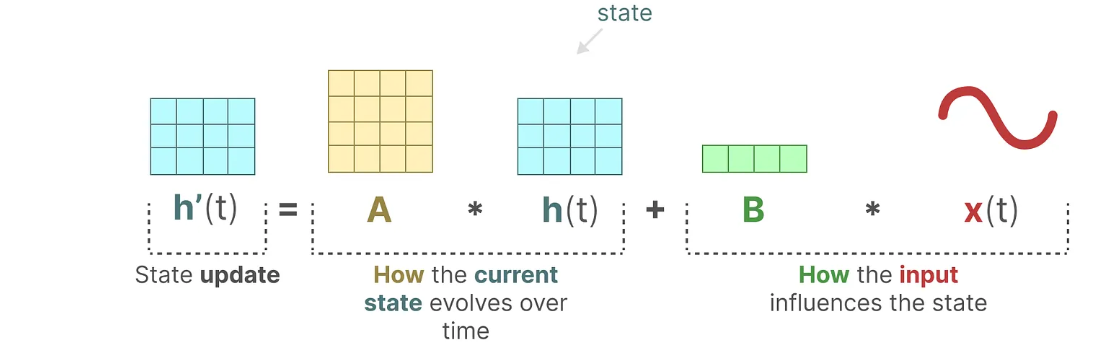 state
h’(t) = A * h(t) + B * x(t)
State update
How the current
state evolves over
time
How the input
influences the state